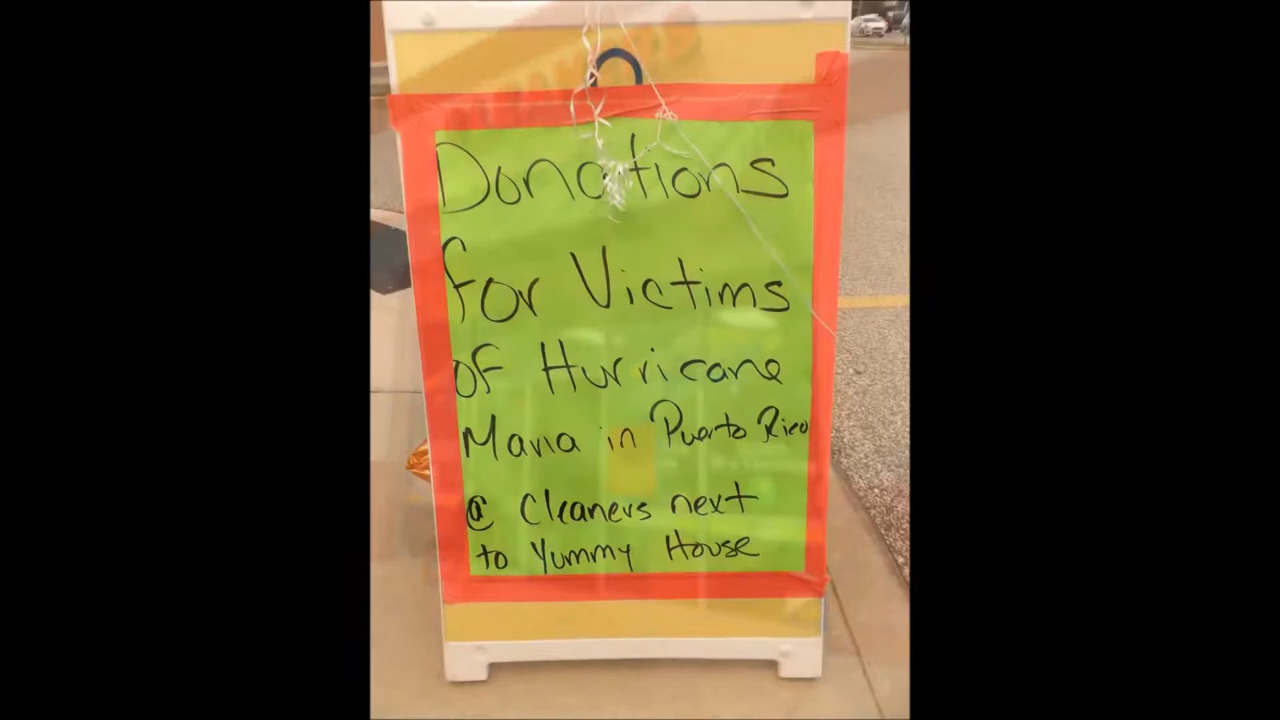 Donations
for Victims
of Hurricane
Maria in Puerto Rico
@ Cleaners next
to Yummy House